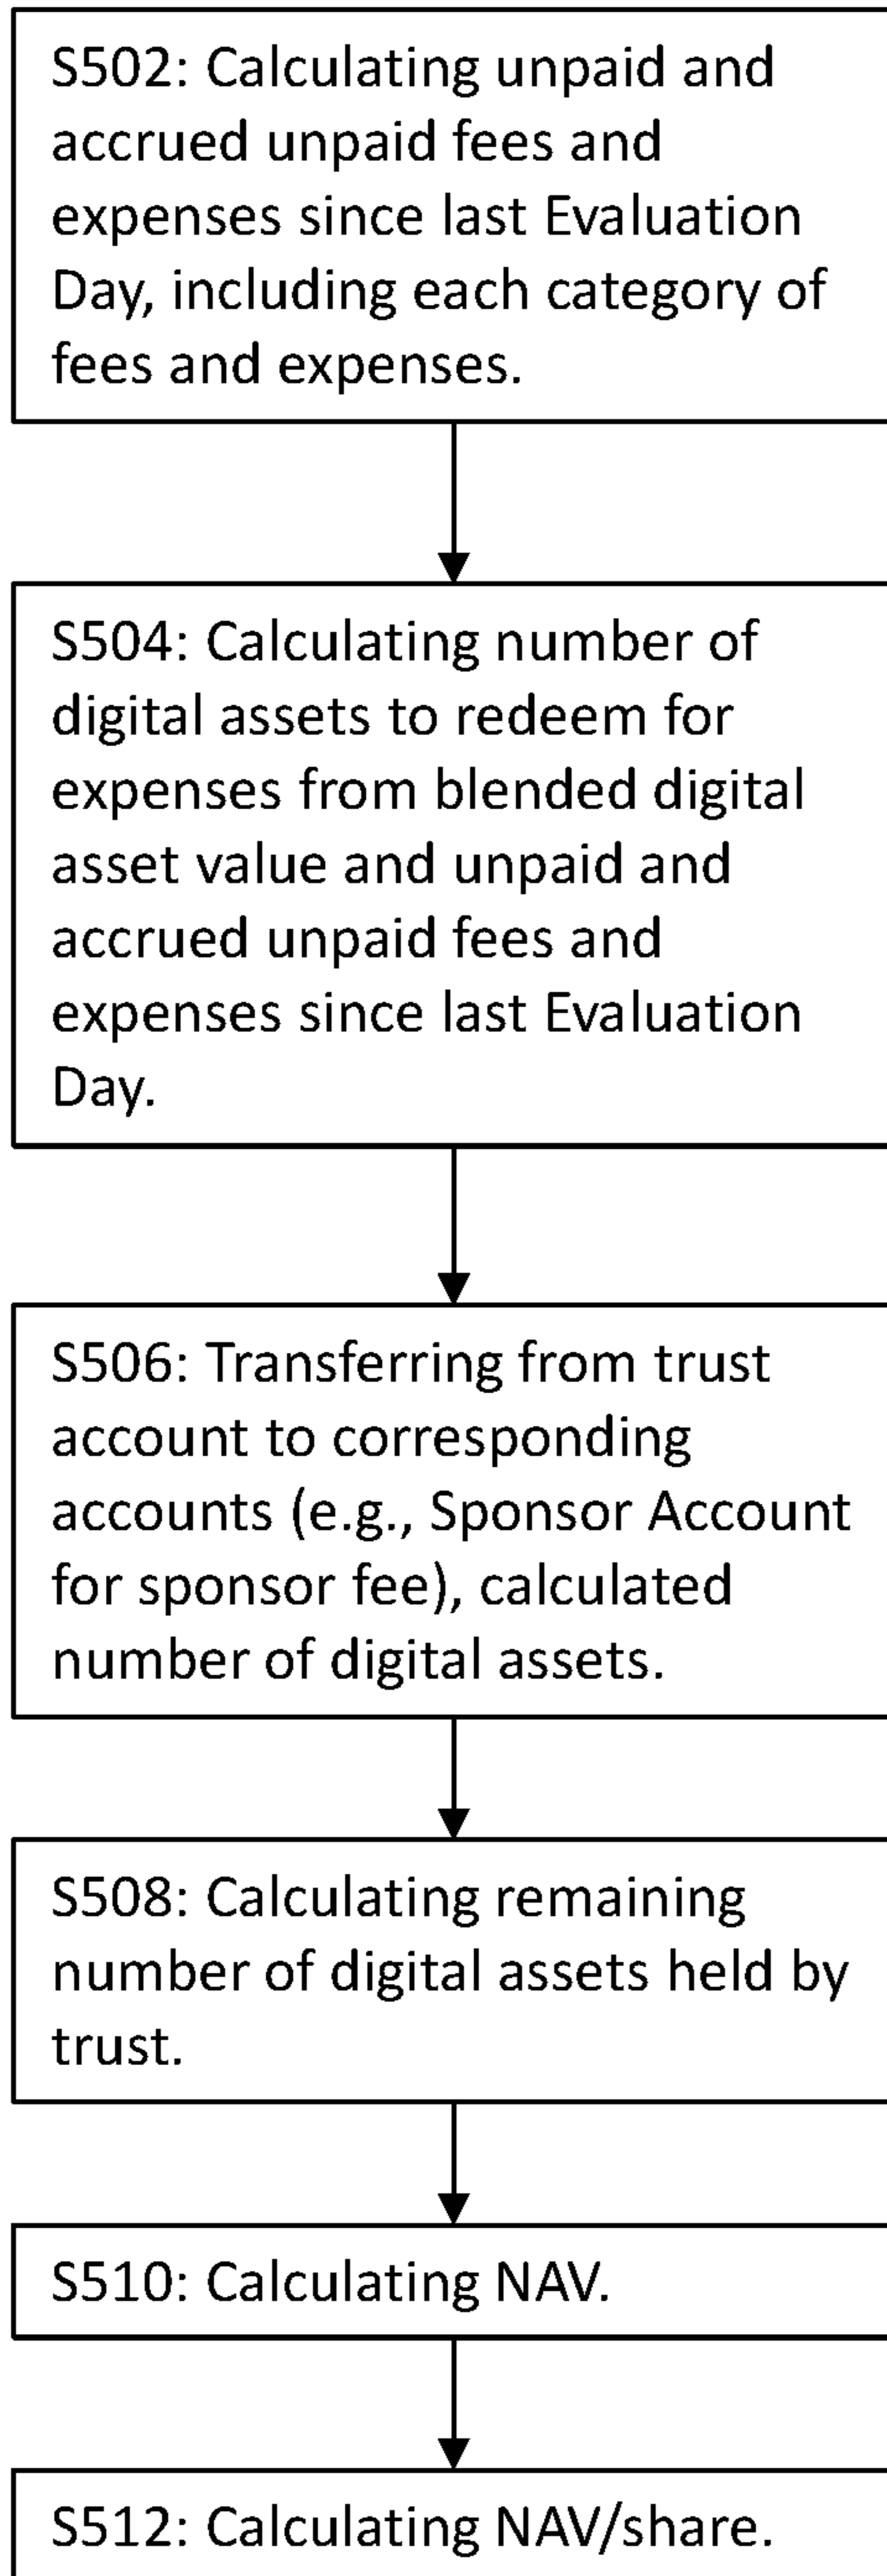 S502: Calculating unpaid and
accrued unpaid fees and
expenses since last Evaluation
Day, including each category of
fees and expenses.
S504: Calculating number of
digital assets to redeem for
expenses from blended digital
asset value and unpaid and
accrued unpaid fees and
expenses since last Evaluation
Day.
S506: Transferring from trust
account to corresponding
accounts (e.g., Sponsor Account
for sponsor fee), calculated
number of digital assets.
S508: Calculating remaining
number of digital assets held by
trust.
S510: Calculating NAV.
S512: Calculating NAV/share.